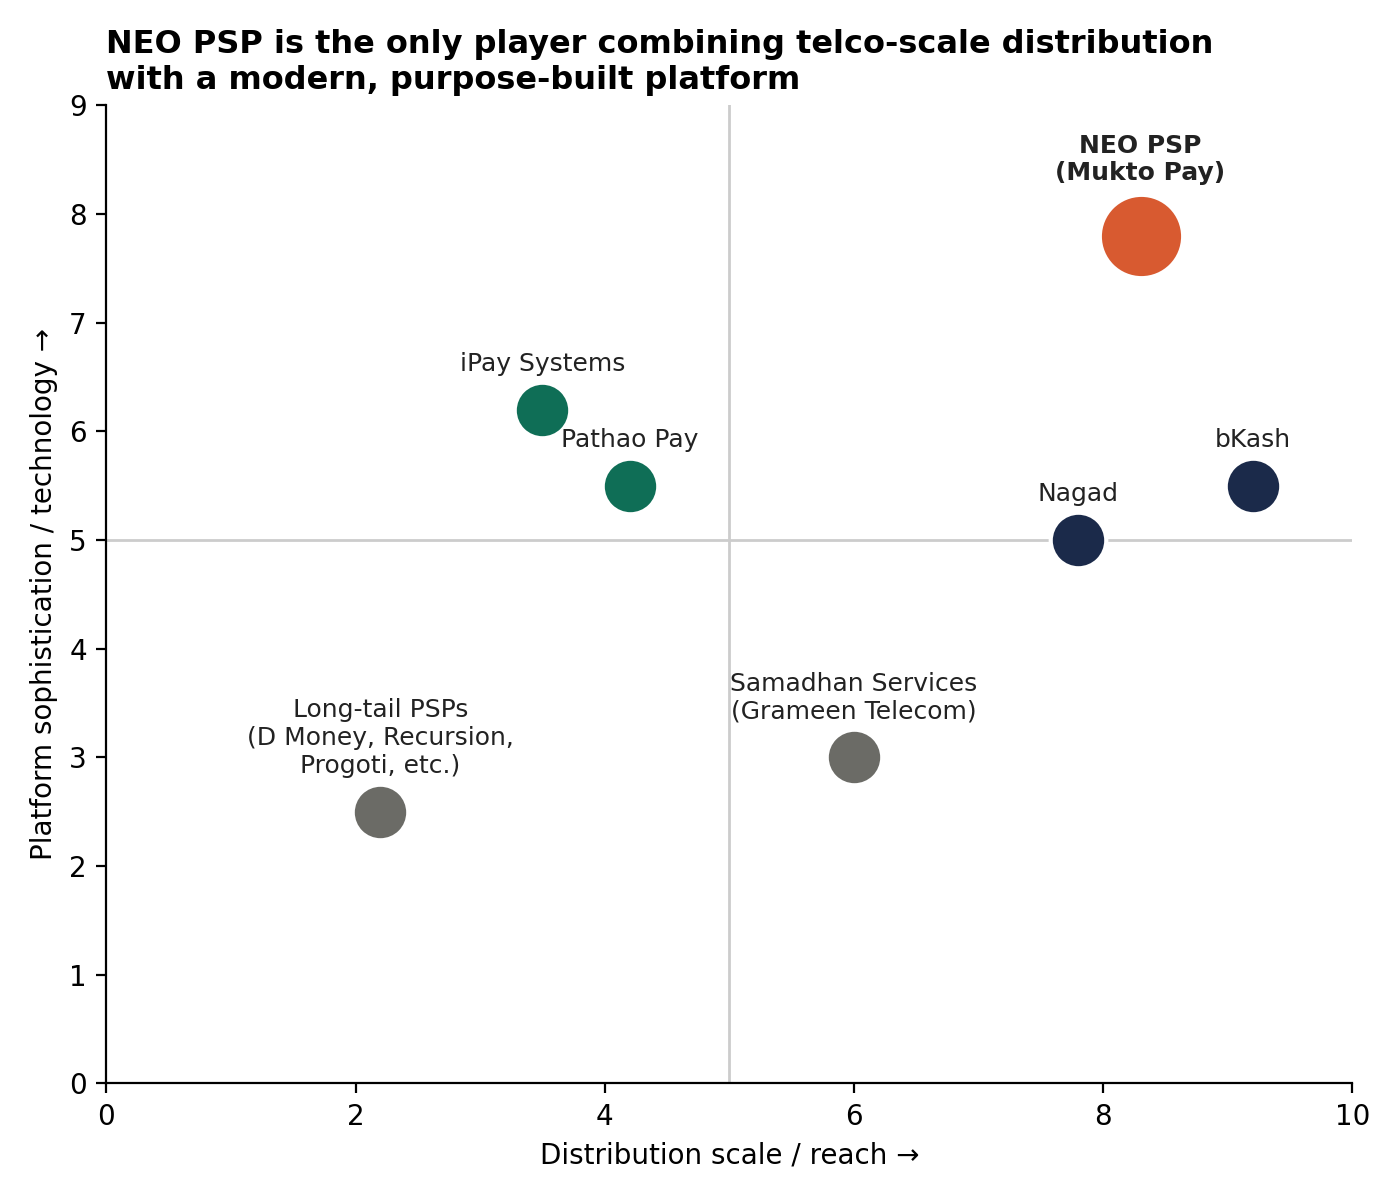 NEO PSP is the only player combining telco-scale distribution
with a modern, purpose-built platform
9
8
7
6
5
4
3
2
1
0
Platform sophistication / technology →
NEO PSP
(Mukto Pay)
iPay Systems
Pathao Pay
bKash
Nagad
Samadhan Services
(Grameen Telecom)
Long-tail PSPs
(D Money, Recursion,
Progoti, etc.)
0 2 4 6 8 10
Distribution scale / reach →